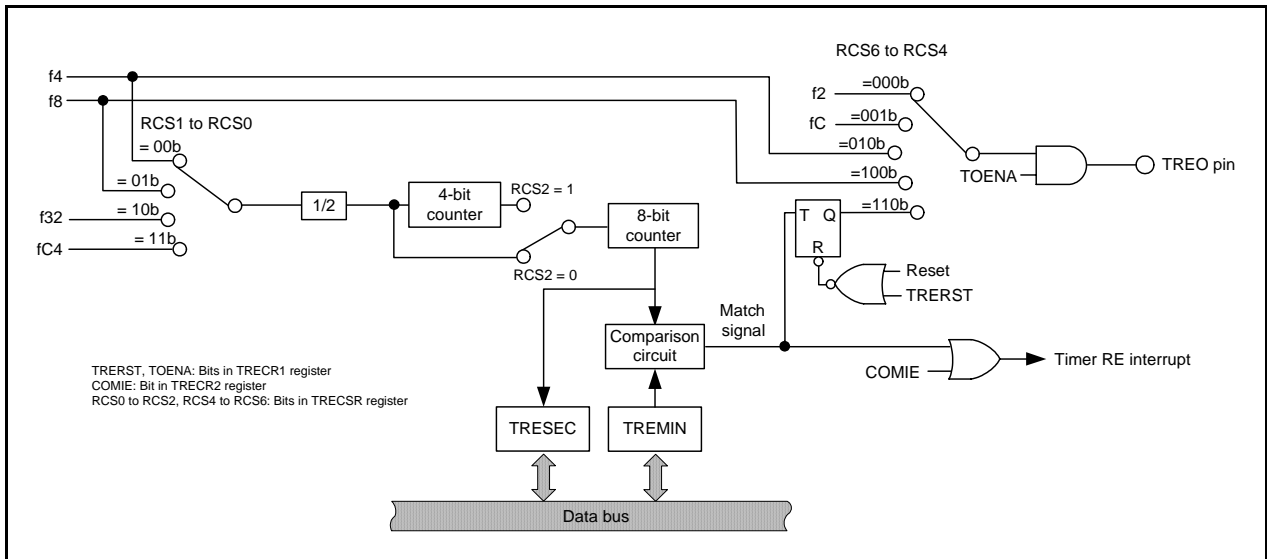 RCS6 to RCS4
f4
f8
f2
=000b
fC
=001b
=010b
=100b
=110b
TOENA
TREO pin
RCS1 to RCS0
= 00b
= 01b
f32
= 10b
fC4
= 11b
1/2
4-bit
counter
RCS2 = 1
RCS2 = 0
8-bit
counter
T Q
R
Reset
TRERST
Match
signal
Comparison
circuit
COMIE
Timer RE interrupt
TRERST, TOENA: Bits in TRECR1 register
COMIE: Bit in TRECR2 register
RCS0 to RCS2, RCS4 to RCS6: Bits in TRECSR register
TRESEC
TREMIN
Data bus